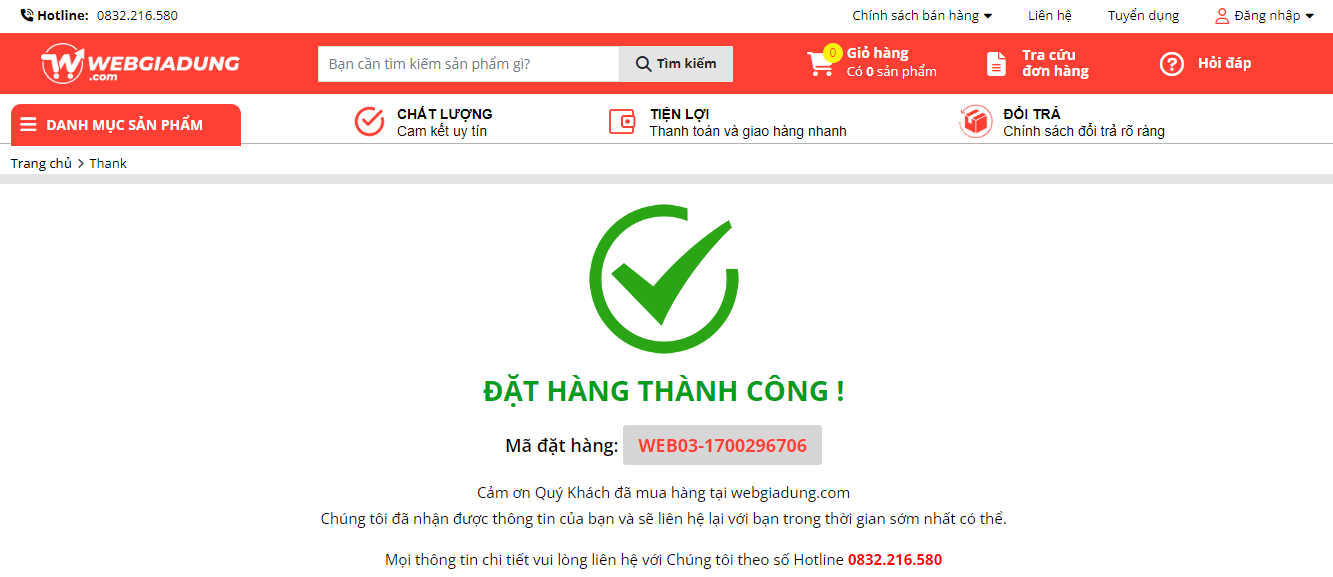 Hotline: 0832.216.580
Chính sách bán hàng
Liên hệ
Tuyển dụng
Đăng nhập
WEBGIADUNG
.com
Bạn cần tìm kiếm sản phẩm gì?
Tìm kiếm
0
Giỏ hàng
Có 0 sản phẩm
Tra cứu
đơn hàng
Hỏi đáp
DANH MỤC SẢN PHẨM
CHẤT LƯỢNG
Cam kết uy tín
TIỆN LỢI
Thanh toán và giao hàng nhanh
ĐỔI TRẢ
Chính sách đổi trả rõ ràng
Trang chủ > Thank
ĐẶT HÀNG THÀNH CÔNG !
Mã đặt hàng: WEB03-1700296706
Cảm ơn Quý Khách đã mua hàng tại webgiadung.com
Chúng tôi đã nhận được thông tin của bạn và sẽ liên hệ lại với bạn trong thời gian sớm nhất có thể.
Mọi thông tin chi tiết vui lòng liên hệ với Chúng tôi theo số Hotline 0832.216.580